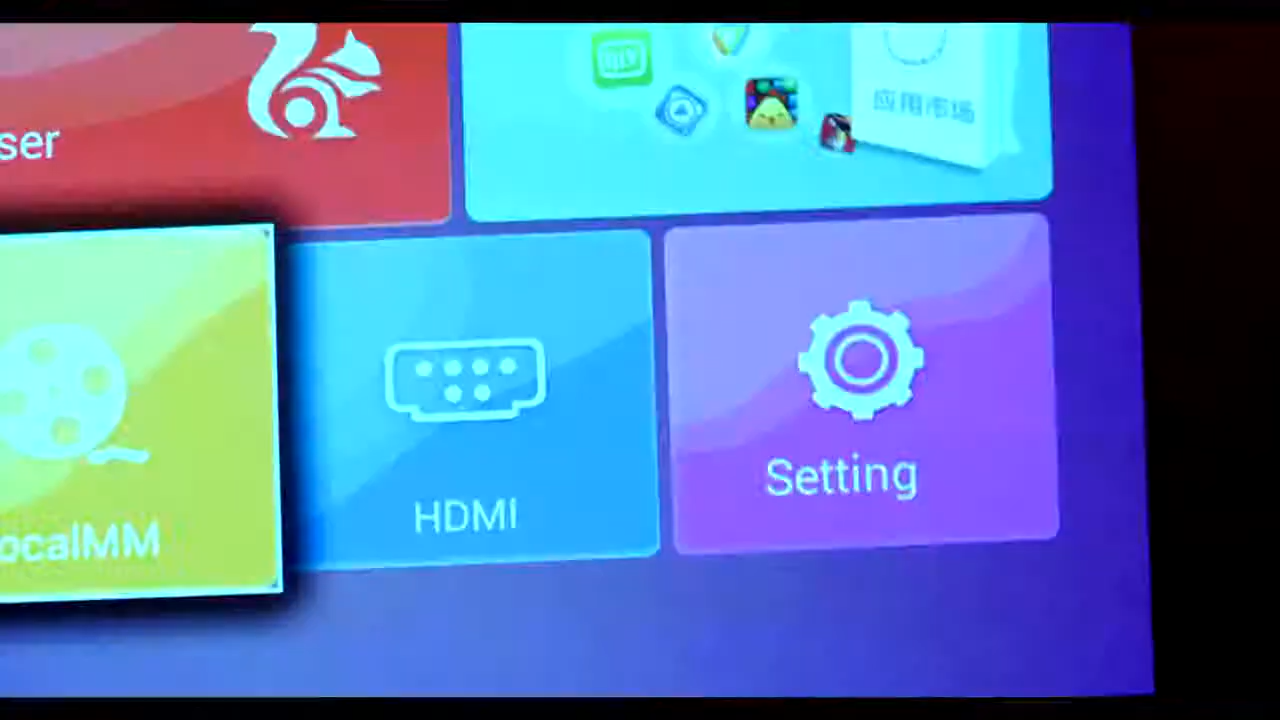 ser
应用市场
ocalMM
HDMI
Setting